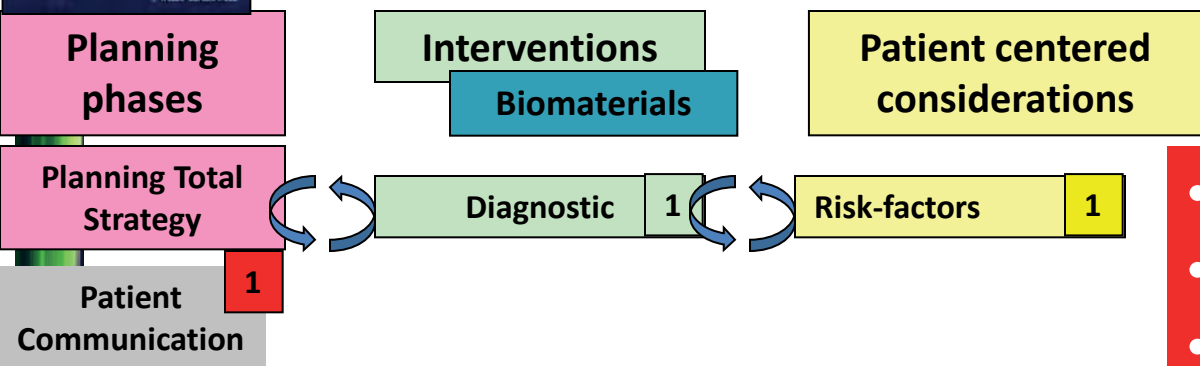 Planning
phases
Interventions
Biomaterials
Patient centered
considerations
Planning Total
Strategy
Diagnostic 1
Risk-factors 1
1
Patient
Communication